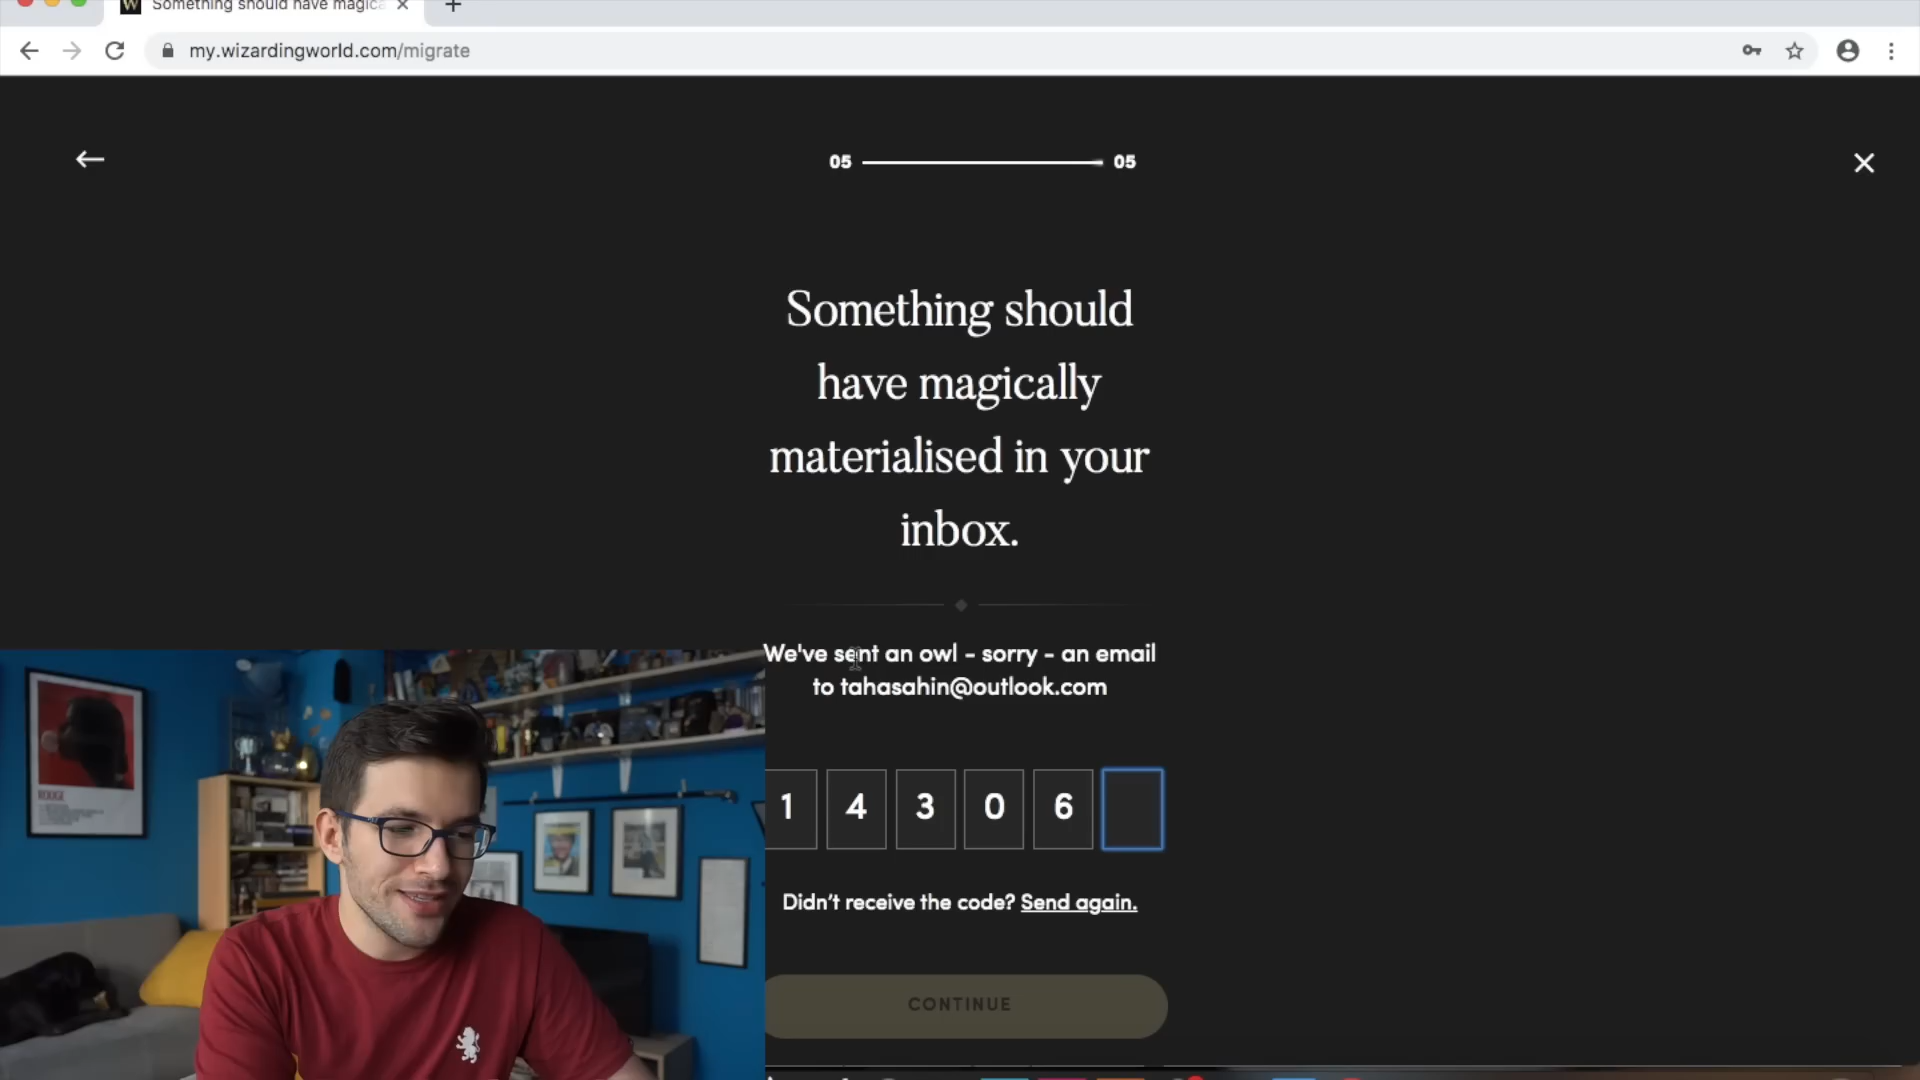 Something should have magica
my.wizardingworld.com/migrate
05 05
Something should
have magically
materialised in your
inbox.
We've sent an owl - sorry - an email
to tahasahin@outlook.com
1 4 3 0 6
Didn't receive the code? Send again.
CONTINUE
ROUGE